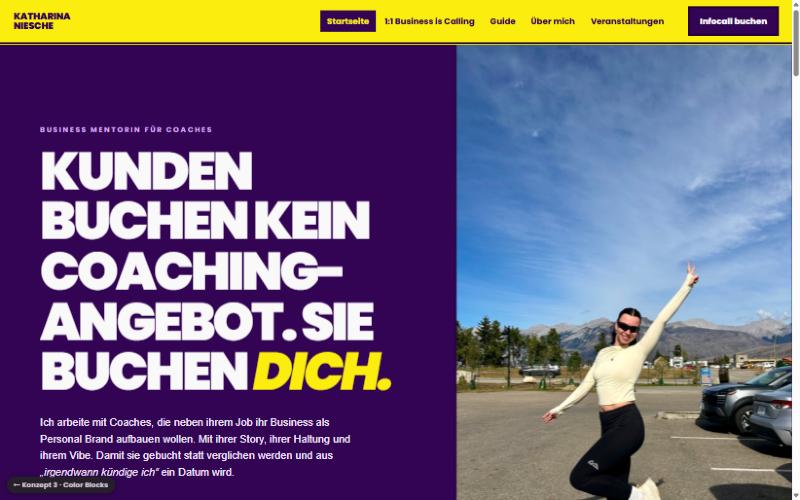 KATHARINA
NIESCHE
Startseite
1:1 Business is Calling
Guide
Über mich
Veranstaltungen
Infocall buchen
BUSINESS MENTORIN FÜR COACHES
KUNDEN
BUCHEN KEIN
COACHING-
ANGEBOT. SIE
BUCHEN DICH.
Ich arbeite mit Coaches, die neben ihrem Job ihr Business als
Personal Brand aufbauen wollen. Mit ihrer Story, ihrer Haltung und
ihrem Vibe. Damit sie gebucht statt verglichen werden und aus
„irgendwann kündige ich" ein Datum wird.
← Konzept 3 · Color Blocks